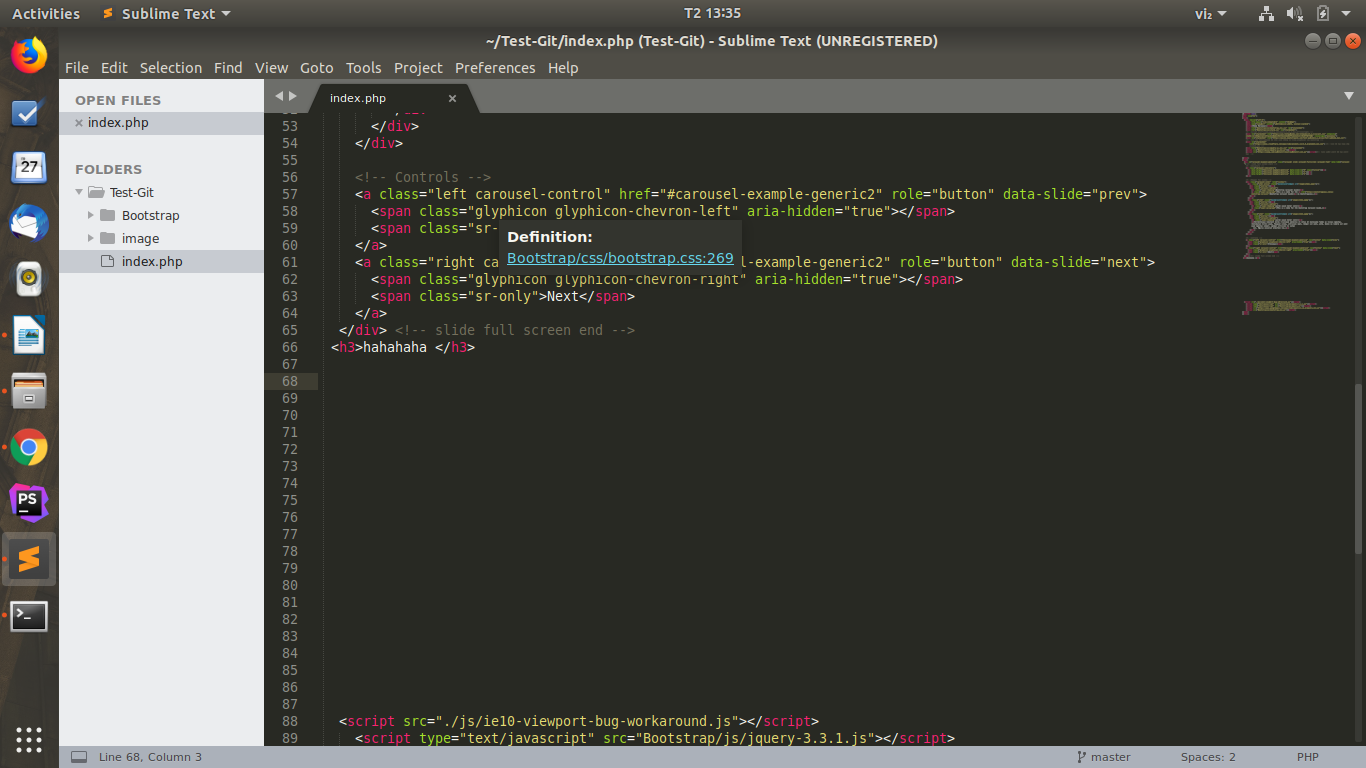 Activities Sublime Text T2 13:35 vi₂
~/Test-Git/index.php (Test-Git) - Sublime Text (UNREGISTERED)
File Edit Selection Find View Goto Tools Project Preferences Help
OPEN FILES
index.php
FOLDERS
Test-Git
Bootstrap
image
index.php
27
PS
index.php
53 </div>
54 </div>
55
56 <!-- Controls -->
57 <a class="left carousel-control" href="#carousel-example-generic2" role="button" data-slide="prev">
58 <span class="glyphicon glyphicon-chevron-left" aria-hidden="true"></span>
59 <span class="sr-
Definition:
Bootstrap/css/bootstrap.css:269
60 </a>
61 <a class="right ca l-example-generic2" role="button" data-slide="next">
62 <span class="glyphicon glyphicon-chevron-right" aria-hidden="true"></span>
63 <span class="sr-only">Next</span>
64 </a>
65 </div> <!-- slide full screen end -->
66 <h3>hahahaha </h3>
67
68
69
70
71
72
73
74
75
76
77
78
79
80
81
82
83
84
85
86
87
88 <script src="./js/ie10-viewport-bug-workaround.js"></script>
89 <script type="text/javascript" src="Bootstrap/js/jquery-3.3.1.js"></script>
Line 68, Column 3 master Spaces: 2 PHP